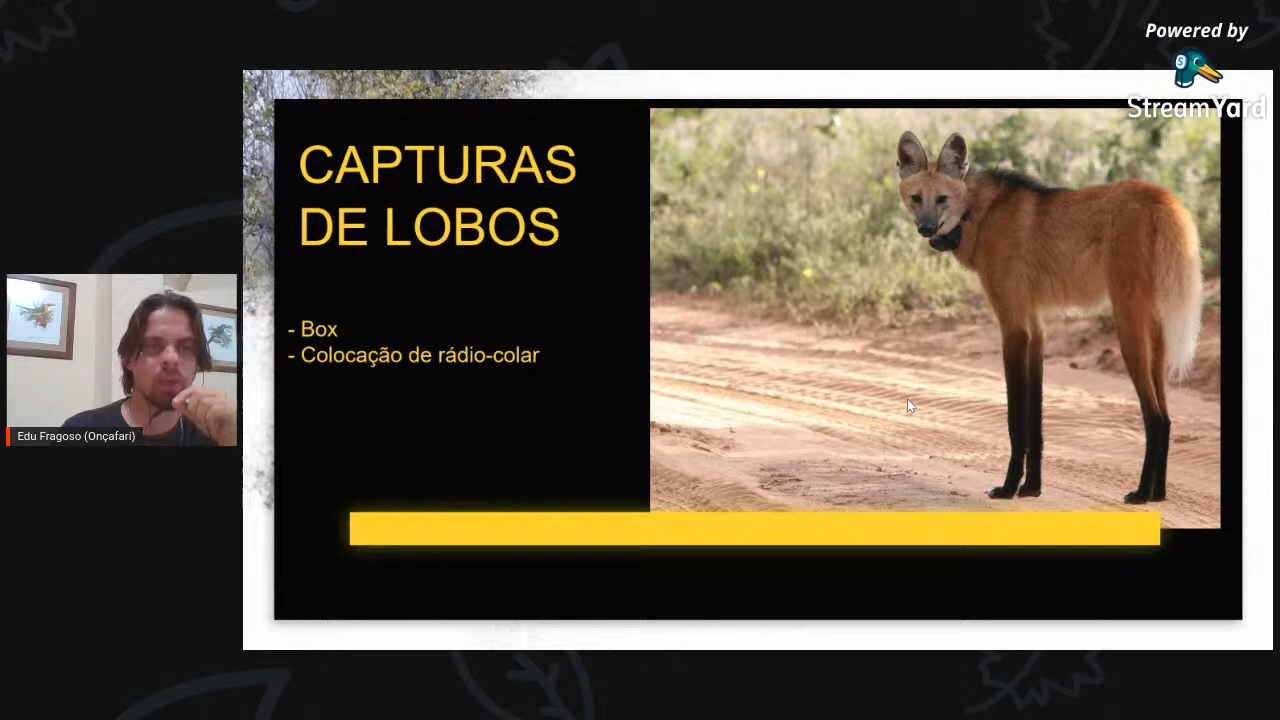 Powered by
StreamYard
CAPTURAS
DE LOBOS
- Box
- Colocação de rádio-colar
Edu Fragoso (Onçafari)